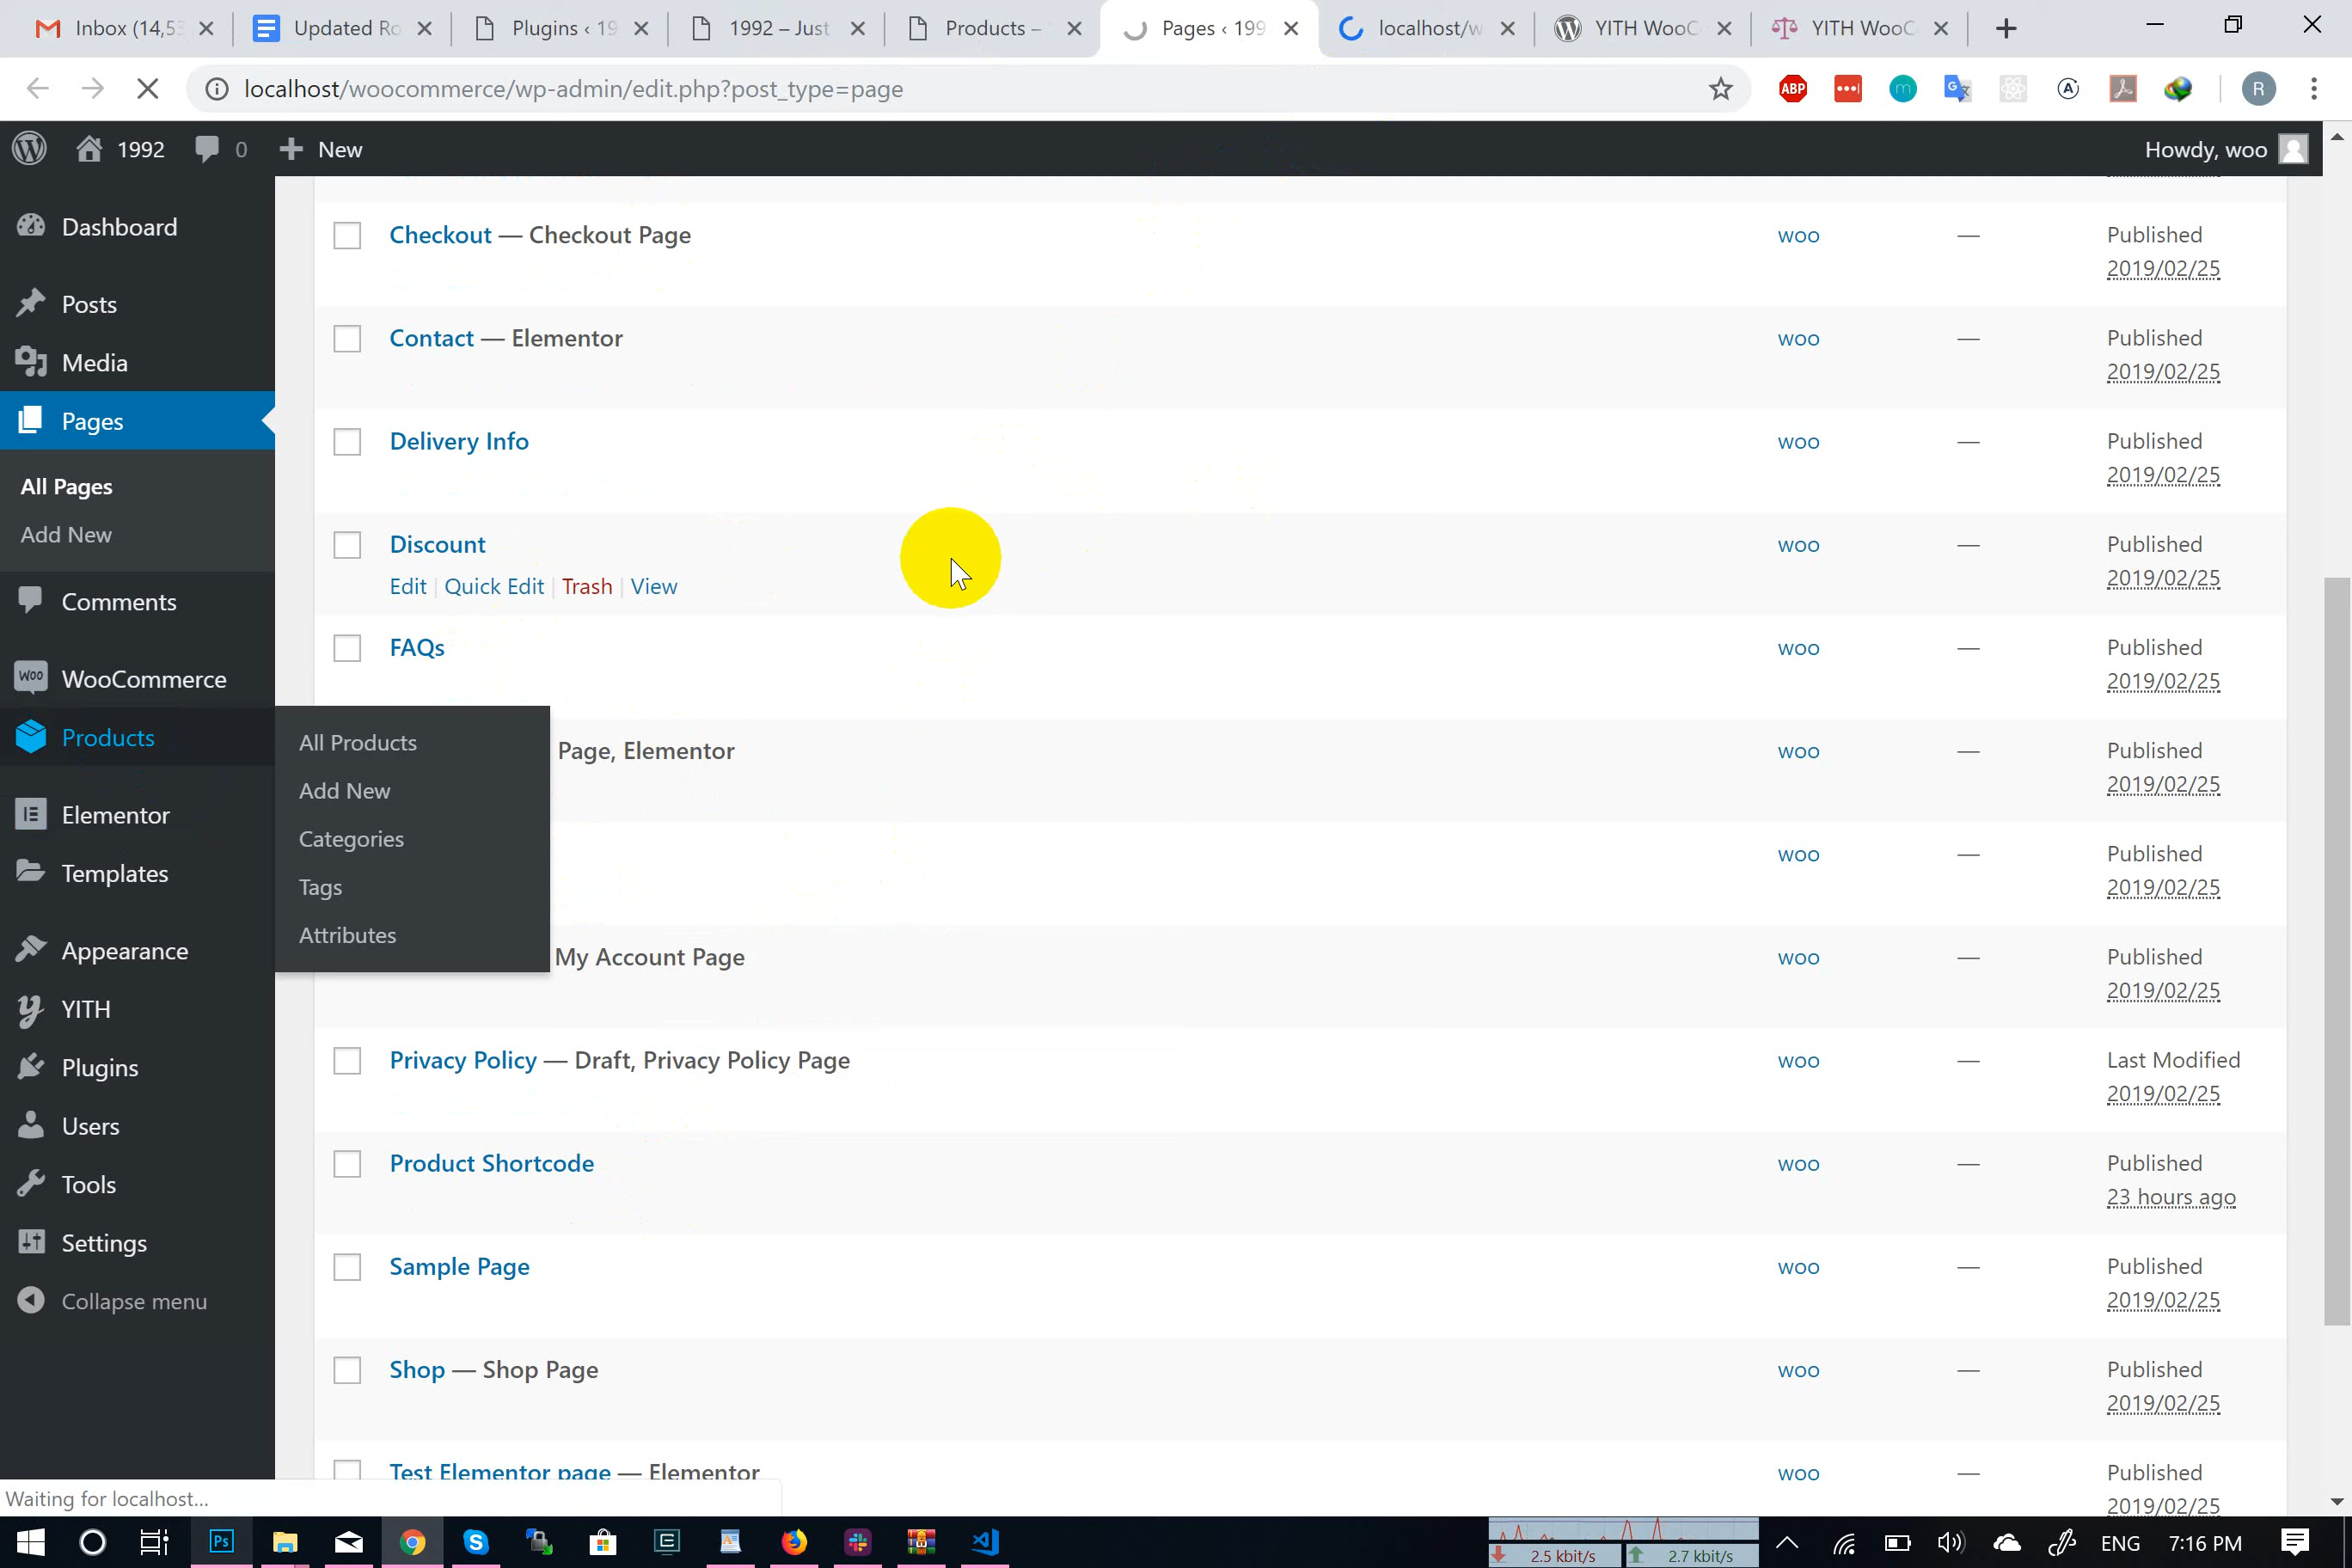 Inbox (14,53
Updated Ro
Plugins ‹ 19
1992 – Just
Products –
Pages ‹ 199
localhost/w
YITH WooC
YITH WooC
localhost/woocommerce/wp-admin/edit.php?post_type=page
ABP
R
1992
0
New
Howdy, woo
Dashboard
Posts
Media
Pages
All Pages
Add New
Comments
WooCommerce
Products
Elementor
Templates
Appearance
YITH
Plugins
Users
Tools
Settings
Collapse menu
All Products
Add New
Categories
Tags
Attributes
Checkout — Checkout Page woo — Published
2019/02/25
Contact — Elementor woo — Published
2019/02/25
Delivery Info woo — Published
2019/02/25
Discount woo — Published
Edit | Quick Edit | Trash | View 2019/02/25
FAQs woo — Published
2019/02/25
Page, Elementor woo — Published
2019/02/25
woo — Published
2019/02/25
My Account Page woo — Published
2019/02/25
Privacy Policy — Draft, Privacy Policy Page woo — Last Modified
2019/02/25
Product Shortcode woo — Published
23 hours ago
Sample Page woo — Published
2019/02/25
Shop — Shop Page woo — Published
2019/02/25
Test Elementor page — Elementor woo — Published
2019/02/25
Waiting for localhost...
Ps
2.5 kbit/s
2.7 kbit/s
ENG
7:16 PM